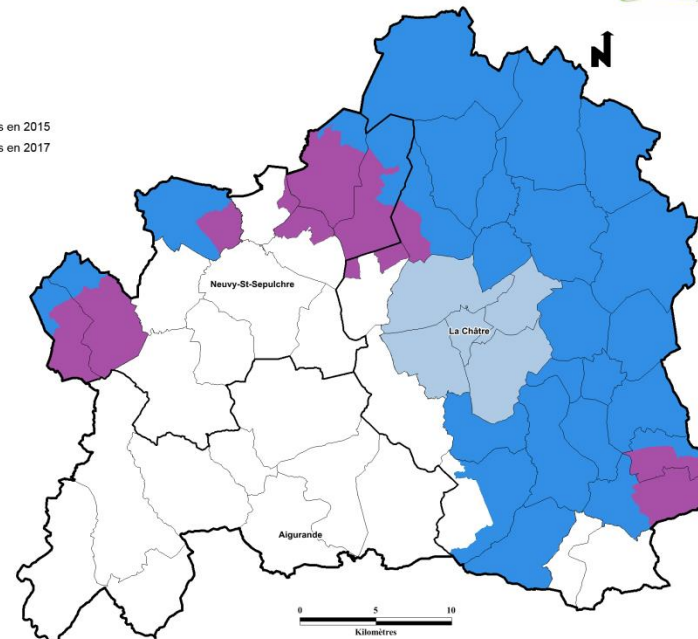 N
s en 2015
s en 2017
Neuvy-St-Sepulchre
La Châtre
Aigurande
0 5 10
Kilomètres